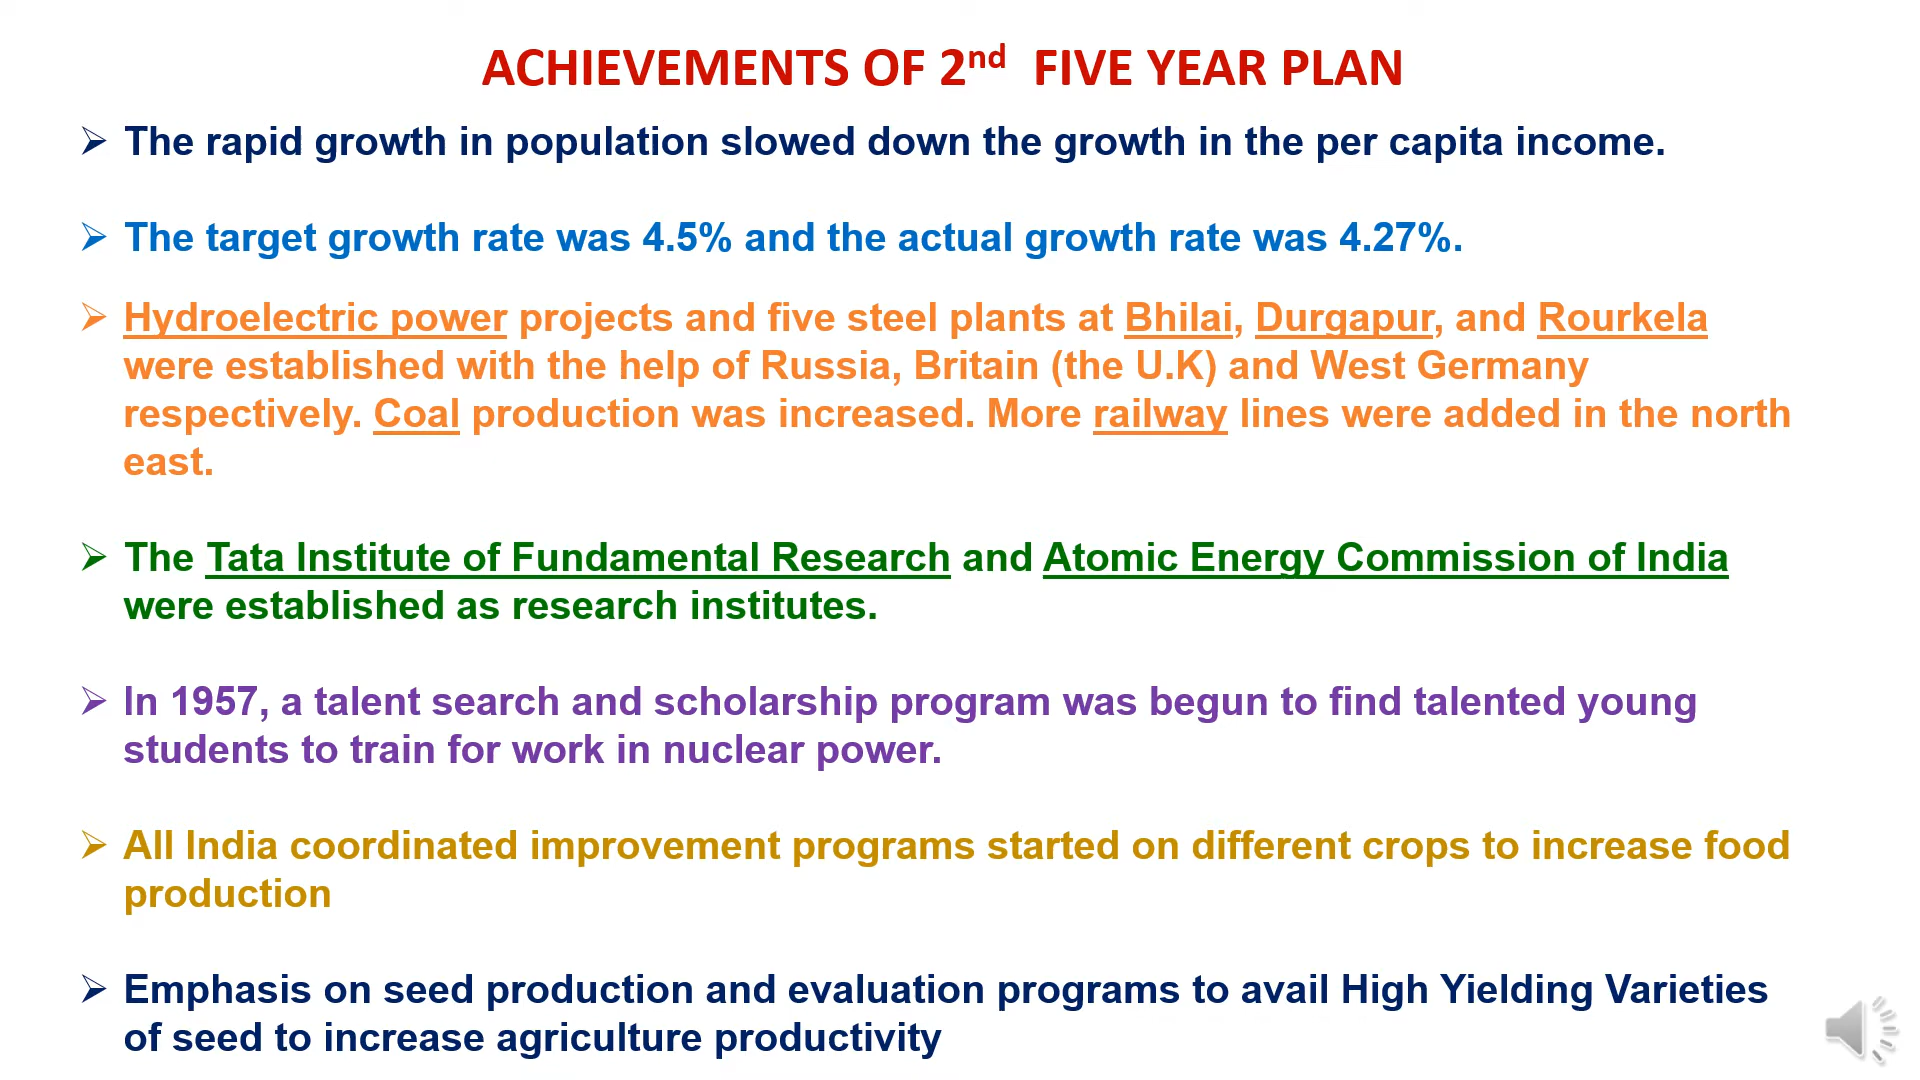 ACHIEVEMENTS OF 2nd FIVE YEAR PLAN
➢ The rapid growth in population slowed down the growth in the per capita income.
➢ The target growth rate was 4.5% and the actual growth rate was 4.27%.
➢ Hydroelectric power projects and five steel plants at Bhilai, Durgapur, and Rourkela
were established with the help of Russia, Britain (the U.K) and West Germany
respectively. Coal production was increased. More railway lines were added in the north
east.
➢ The Tata Institute of Fundamental Research and Atomic Energy Commission of India
were established as research institutes.
➢ In 1957, a talent search and scholarship program was begun to find talented young
students to train for work in nuclear power.
➢ All India coordinated improvement programs started on different crops to increase food
production
➢ Emphasis on seed production and evaluation programs to avail High Yielding Varieties
of seed to increase agriculture productivity